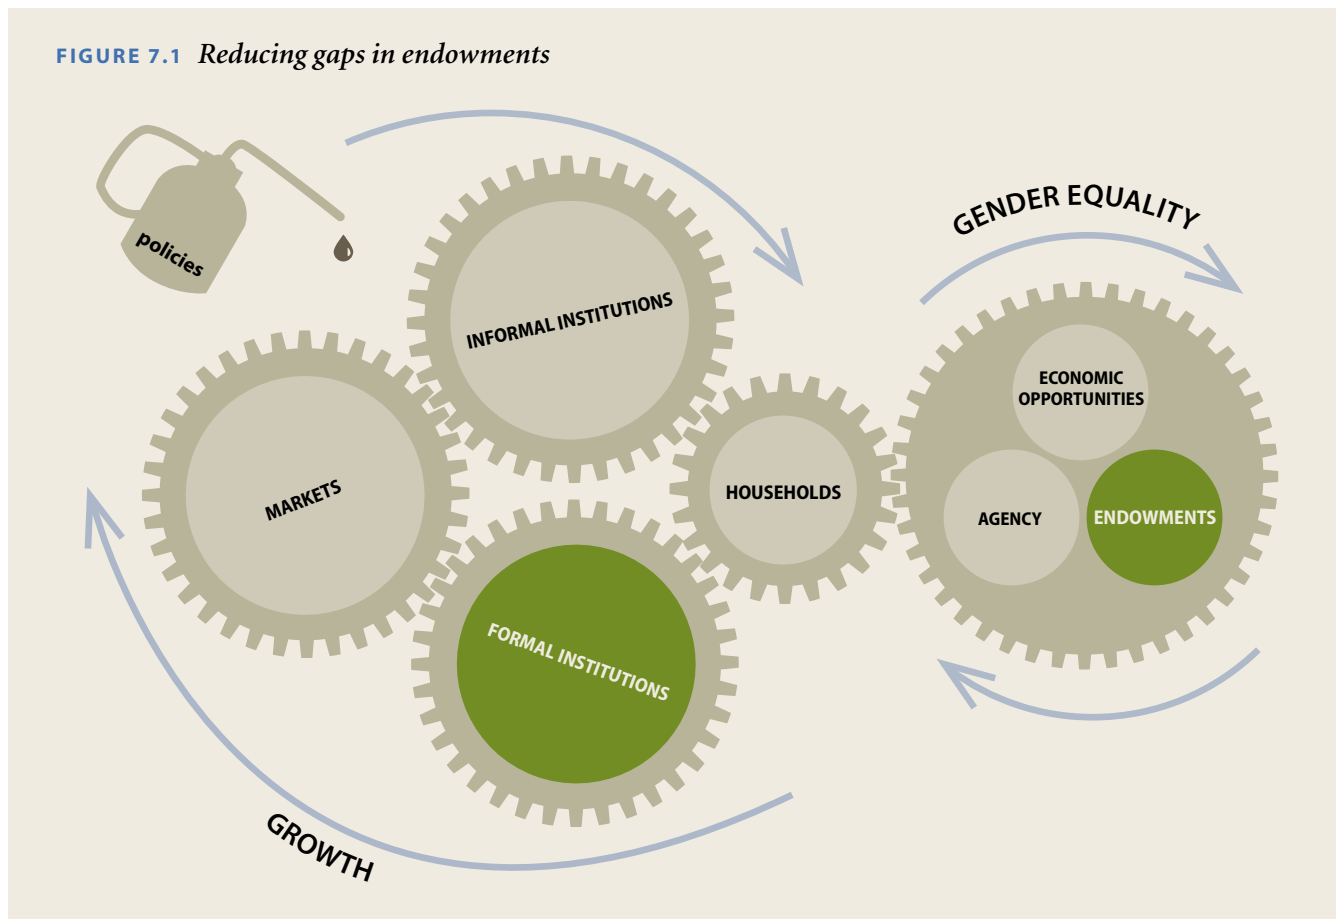 FIGURE 7.1 Reducing gaps in endowments
policies
GENDER EQUALITY
INFORMAL INSTITUTIONS
ECONOMIC
OPPORTUNITIES
MARKETS
HOUSEHOLDS
AGENCY
ENDOWMENTS
FORMAL INSTITUTIONS
GROWTH